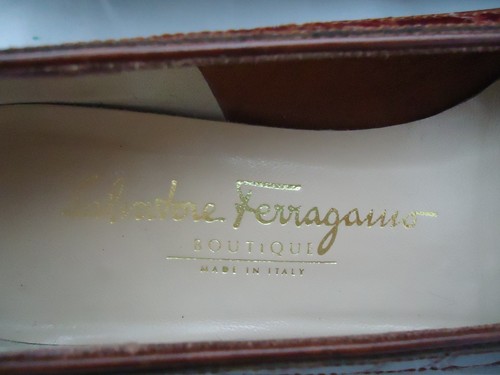 Salvatore Ferragamo
BOUTIQUE
MADE IN ITALY